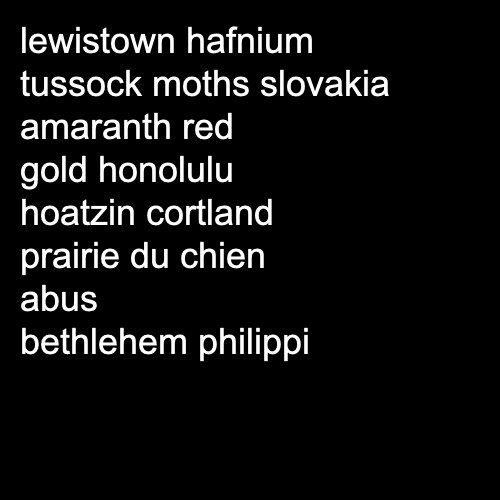 lewistown hafnium
tussock moths slovakia
amaranth red
gold honolulu
hoatzin cortland
prairie du chien
abus
bethlehem philippi